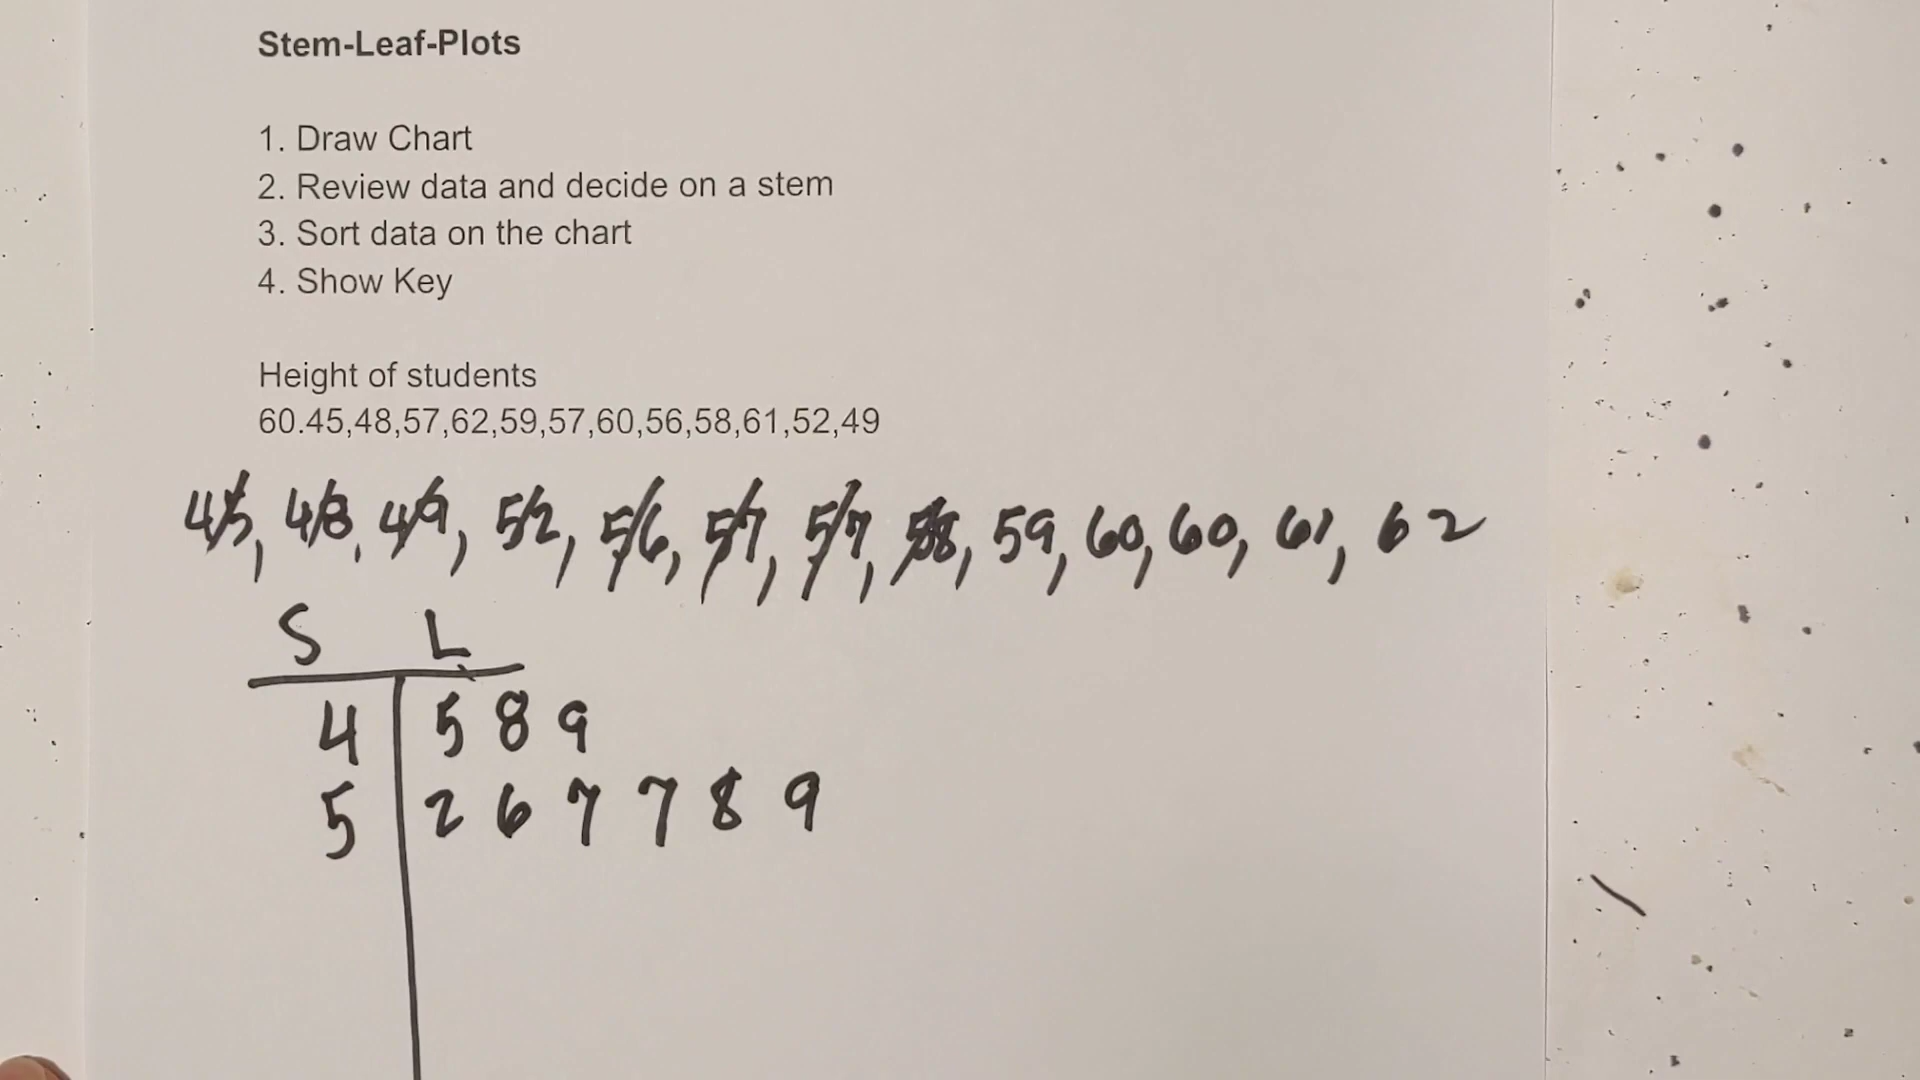 Stem-Leaf-Plots
1. Draw Chart
2. Review data and decide on a stem
3. Sort data on the chart
4. Show Key
Height of students
60.45,48,57,62,59,57,60,56,58,61,52,49
45, 48, 49, 52, 56, 57, 57, 58, 59, 60, 60, 61, 62
S L
4 5 8 9
5 2 6 7 7 8 9